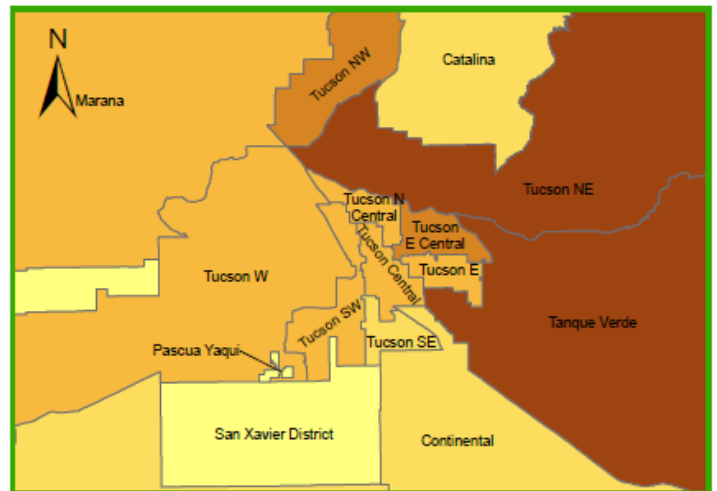 N
Marana
Tucson NW
Catalina
Tucson NE
Tucson N
Central
Tucson
E Central
Tucson Central
Tucson E
Tucson W
Tanque Verde
Tucson SW
Tucson SE
Pascua Yaqui
San Xavier District
Continental